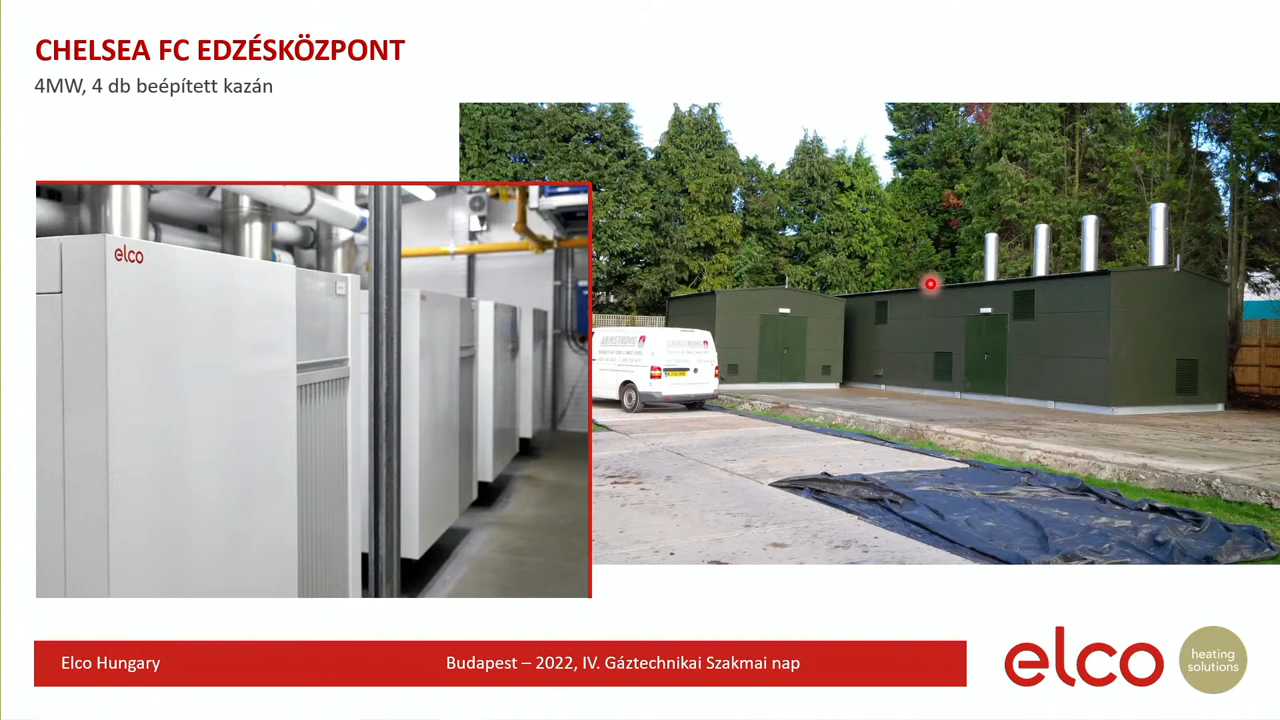 CHELSEA FC EDZÉSKÖZPONT
4MW, 4 db beépített kazán
elco
ARMSTRONG
Elco Hungary
Budapest – 2022, IV. Gáztechnikai Szakmai nap
elco
heating
solutions